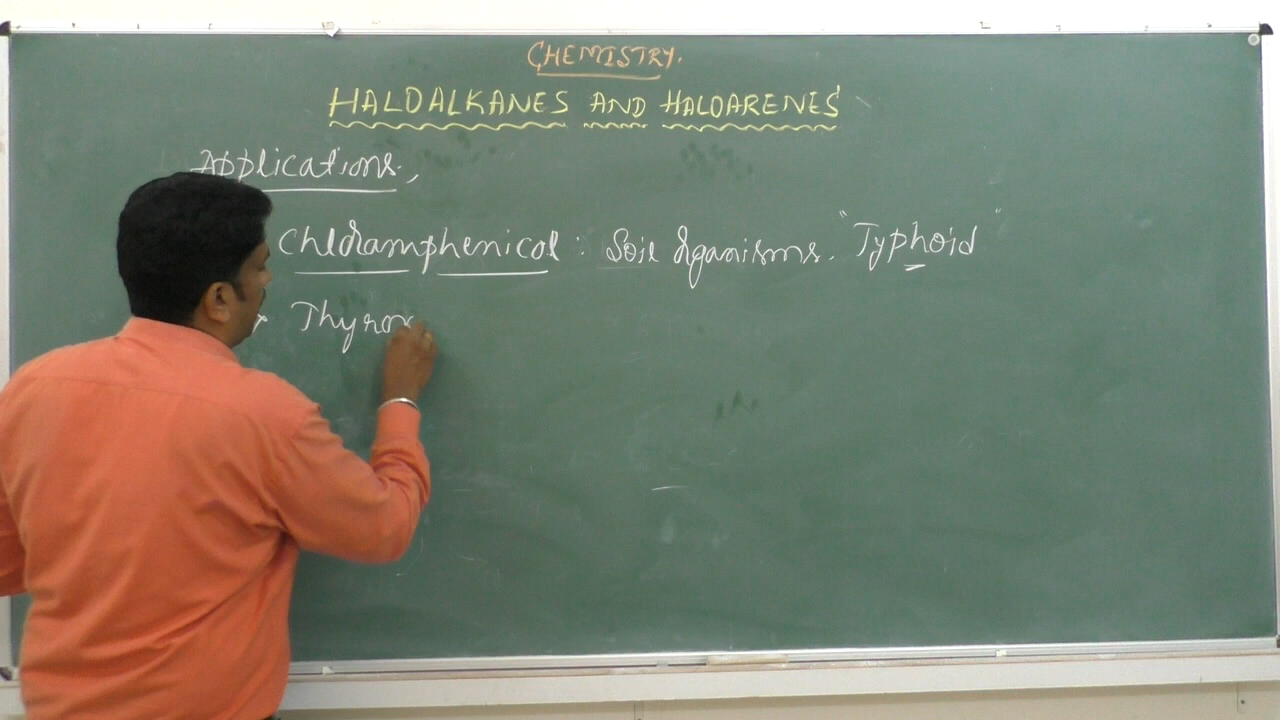 CHEMISTRY.
HALOALKANES AND HALOARENES
Applications,
Chloramphenicol : Soil Organisms. "Typhoid"
Thyrox